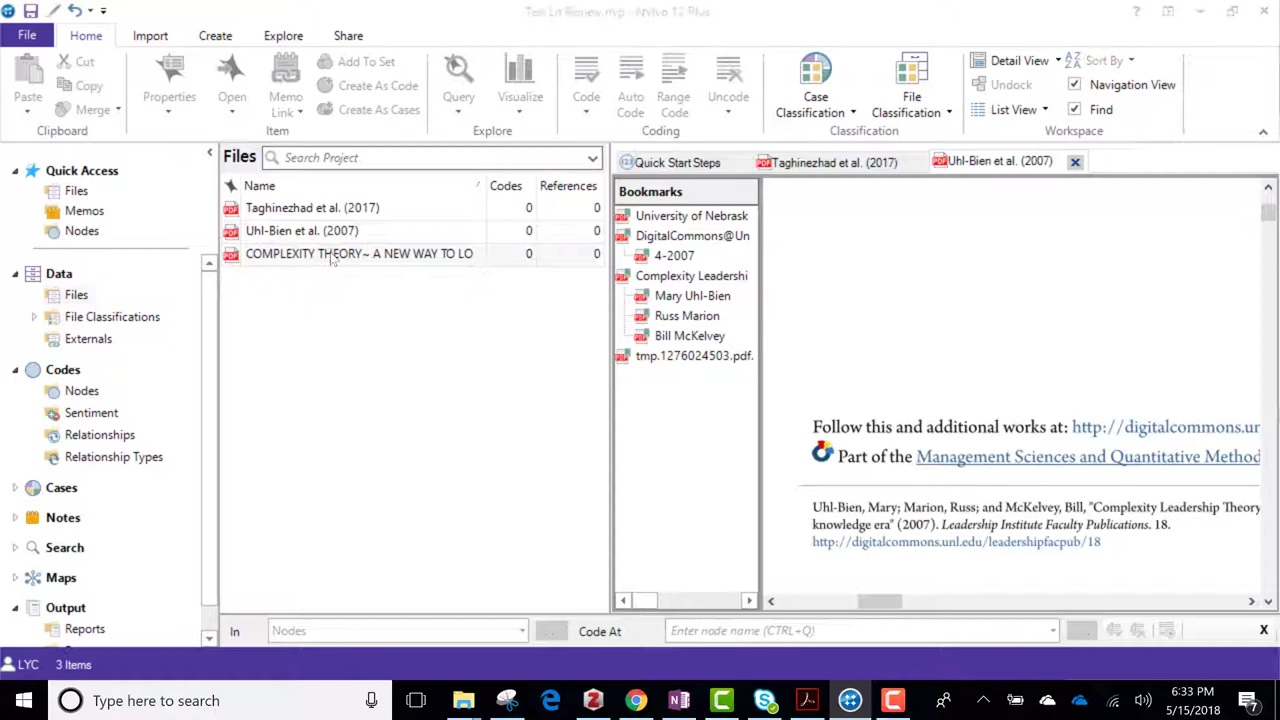 Test Lit Review.nvp - NVivo 12 Plus
File Home Import Create Explore Share
Paste Cut Copy Merge Properties Open Memo Link Add To Set Create As Code Create As Cases Query Visualize Code Auto Code Range Code Uncode Case Classification File Classification Detail View Sort By Undock Navigation View List View Find
Clipboard Item Explore Coding Classification Workspace
Quick Access
Files
Memos
Nodes
Data
Files
File Classifications
Externals
Codes
Nodes
Sentiment
Relationships
Relationship Types
Cases
Notes
Search
Maps
Output
Reports
Files Search Project
Name Codes References
Taghinezhad et al. (2017) 0 0
Uhl-Bien et al. (2007) 0 0
COMPLEXITY THEORY~ A NEW WAY TO LO 0 0
Quick Start Steps Taghinezhad et al. (2017) Uhl-Bien et al. (2007)
Bookmarks
University of Nebrask
DigitalCommons@Un
4-2007
Complexity Leadershi
Mary Uhl-Bien
Russ Marion
Bill McKelvey
tmp.1276024503.pdf.
Follow this and additional works at: http://digitalcommons.un
Part of the Management Sciences and Quantitative Method
Uhl-Bien, Mary; Marion, Russ; and McKelvey, Bill, "Complexity Leadership Theory
knowledge era" (2007). Leadership Institute Faculty Publications. 18.
http://digitalcommons.unl.edu/leadershipfacpub/18
In Nodes Code At Enter node name (CTRL+Q) X
LYC 3 Items
Type here to search
6:33 PM
5/15/2018
7